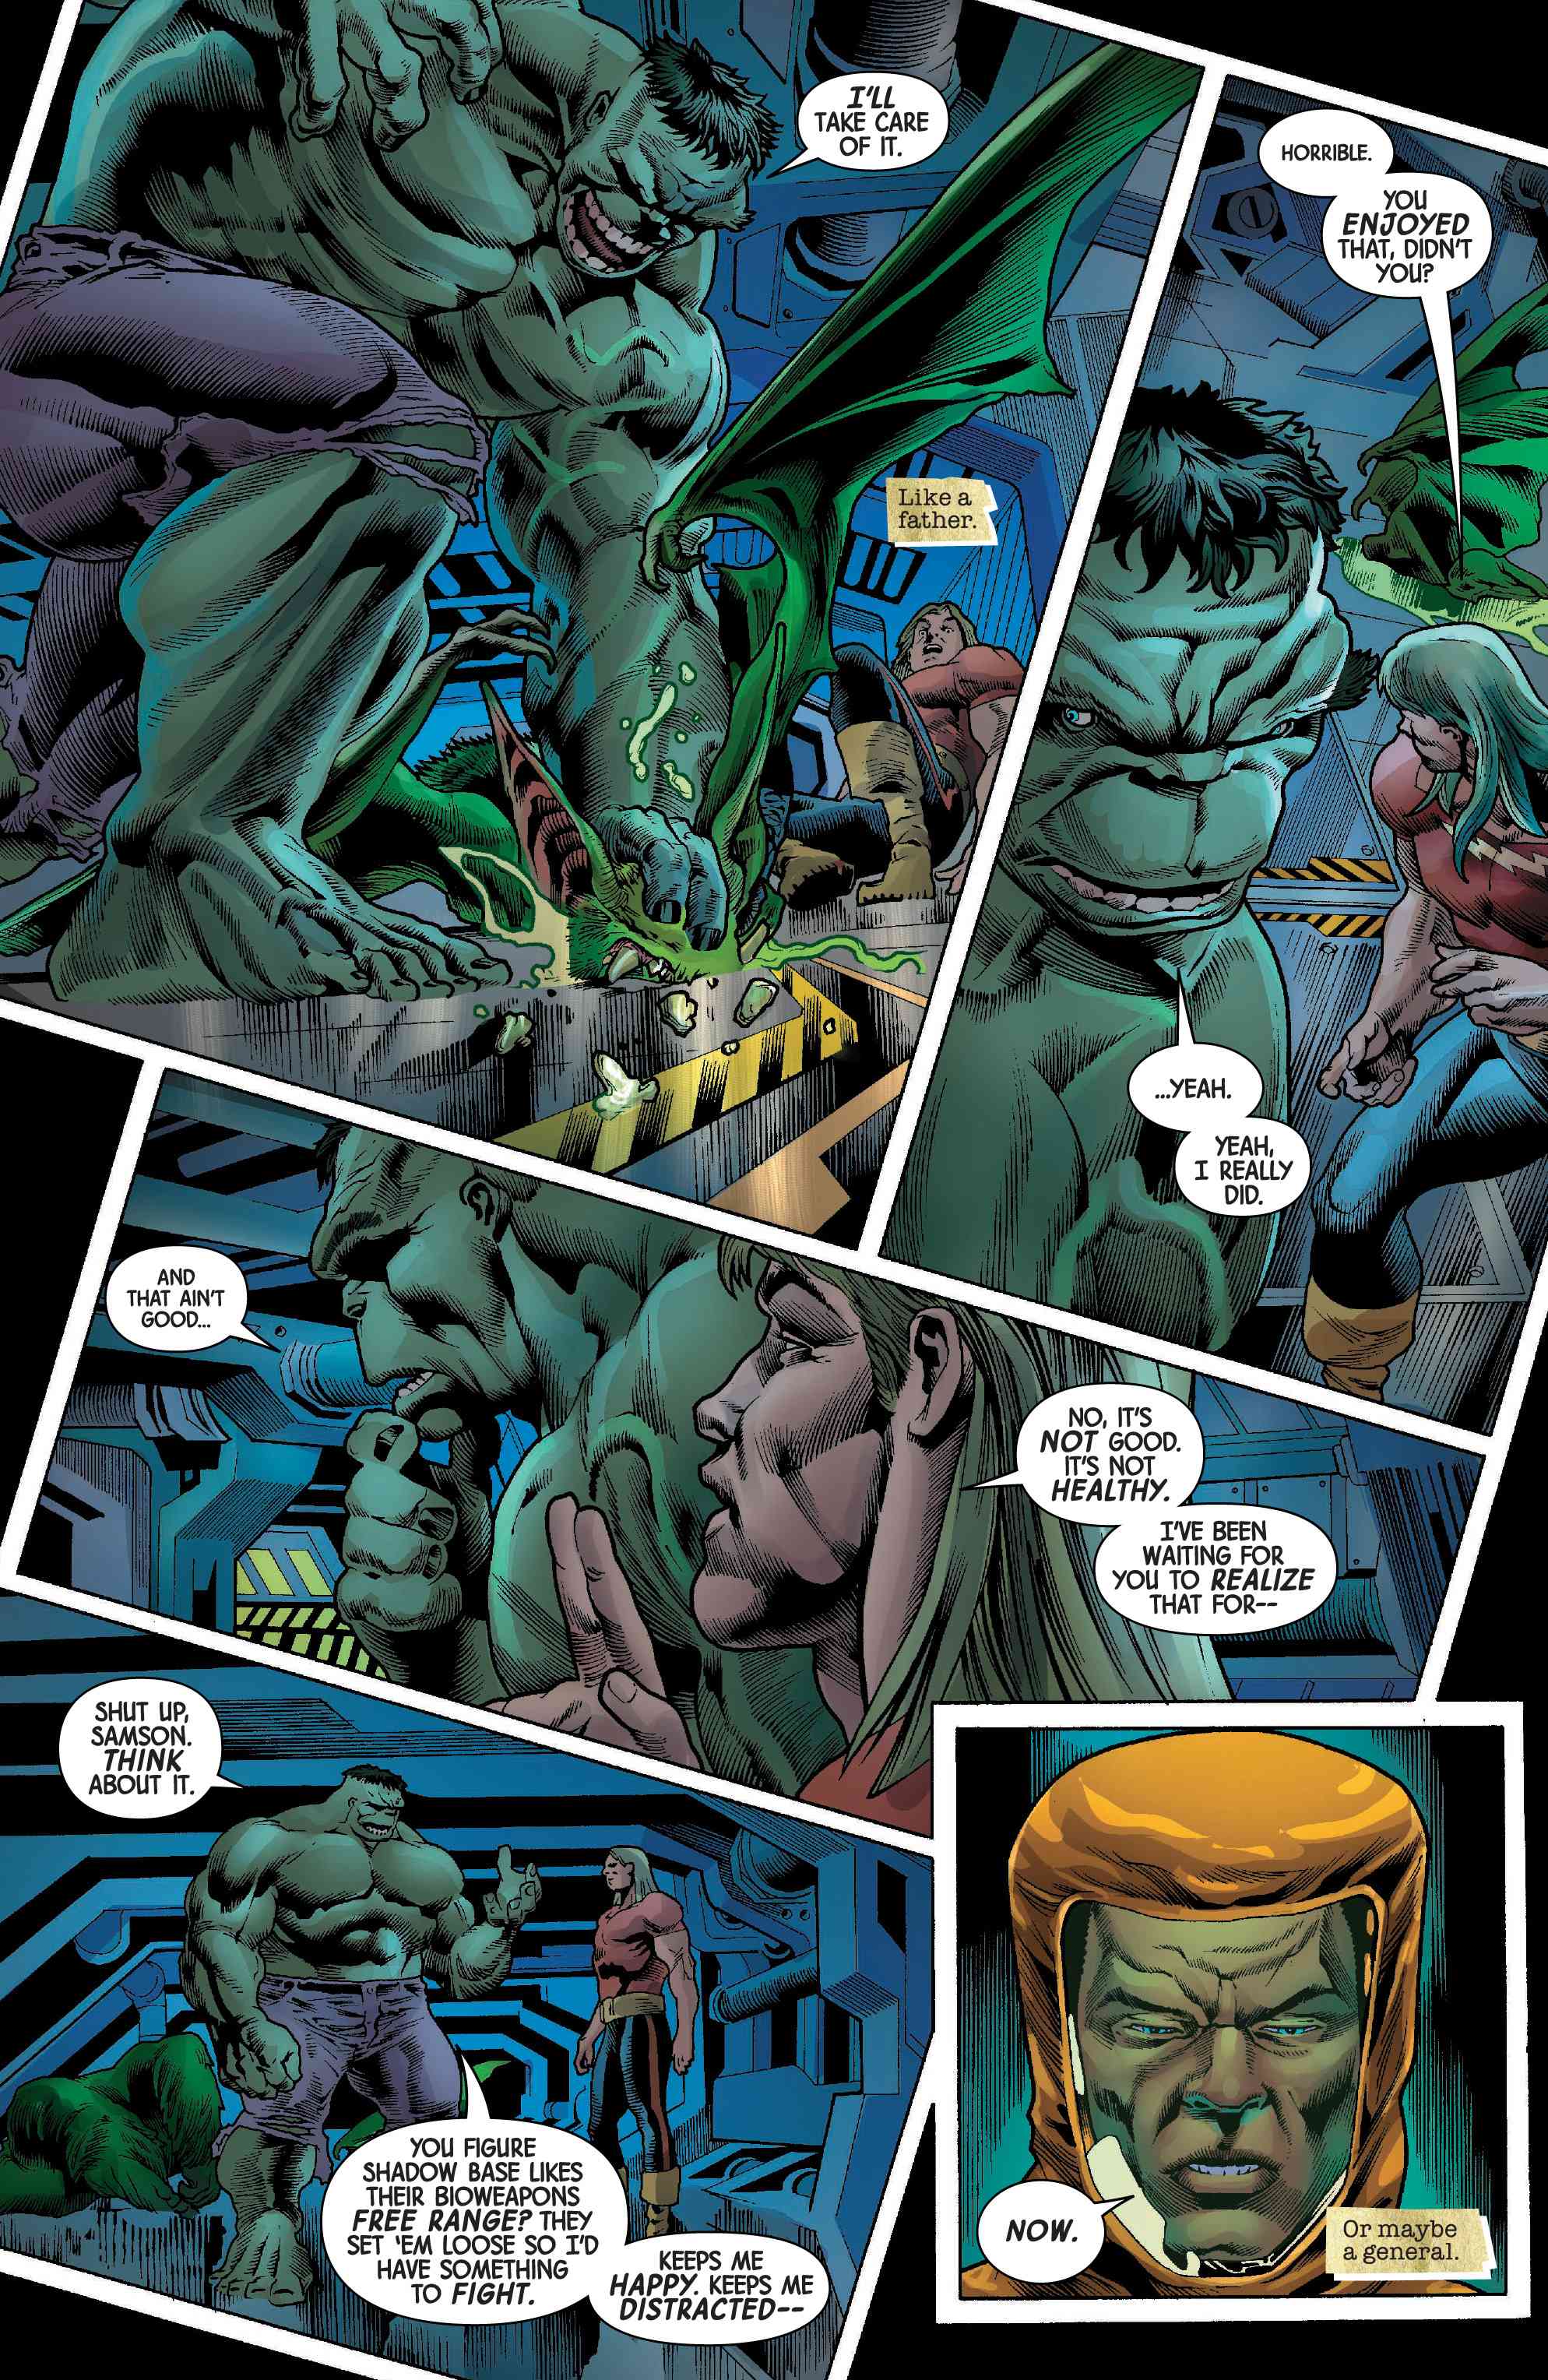 I'LL
TAKE CARE
OF IT.
Like a
father.
HORRIBLE.
YOU
ENJOYED
THAT, DIDN'T
YOU?
...YEAH.
YEAH,
I REALLY
DID.
AND
THAT AIN'T
GOOD...
NO, IT'S
NOT GOOD.
IT'S NOT
HEALTHY.
I'VE BEEN
WAITING FOR
YOU TO REALIZE
THAT FOR--
SHUT UP,
SAMSON.
THINK
ABOUT IT.
YOU FIGURE
SHADOW BASE LIKES
THEIR BIOWEAPONS
FREE RANGE? THEY
SET 'EM LOOSE SO I'D
HAVE SOMETHING
TO FIGHT.
KEEPS ME
HAPPY. KEEPS ME
DISTRACTED--
NOW.
Or maybe
a general.